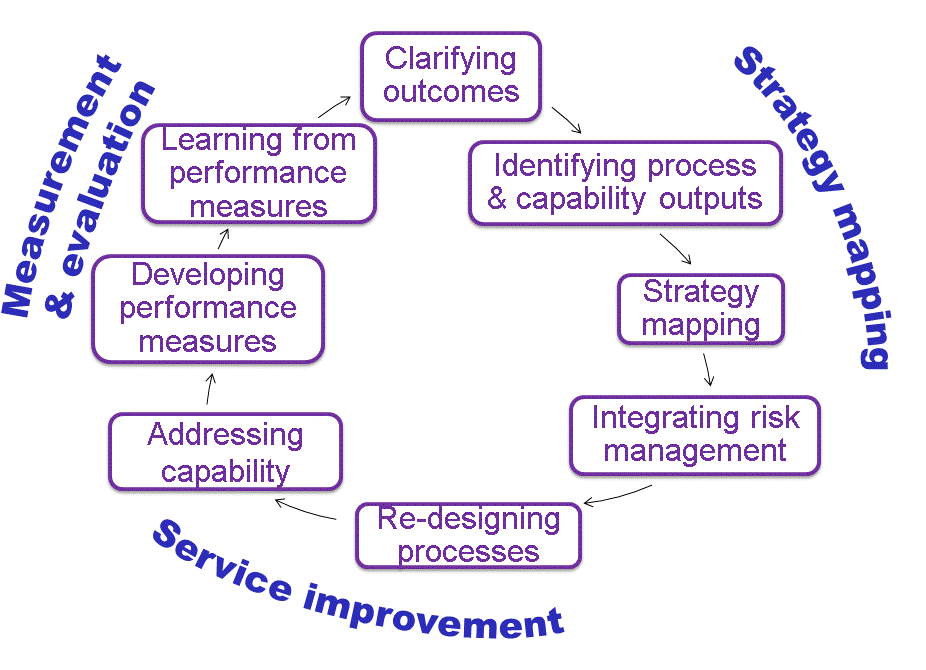 Clarifying
outcomes
Identifying process
& capability outputs
Strategy
mapping
Integrating risk
management
Re-designing
processes
Addressing
capability
Developing
performance
measures
Learning from
performance
measures
Strategy mapping
Service improvement
Measurement
& evaluation